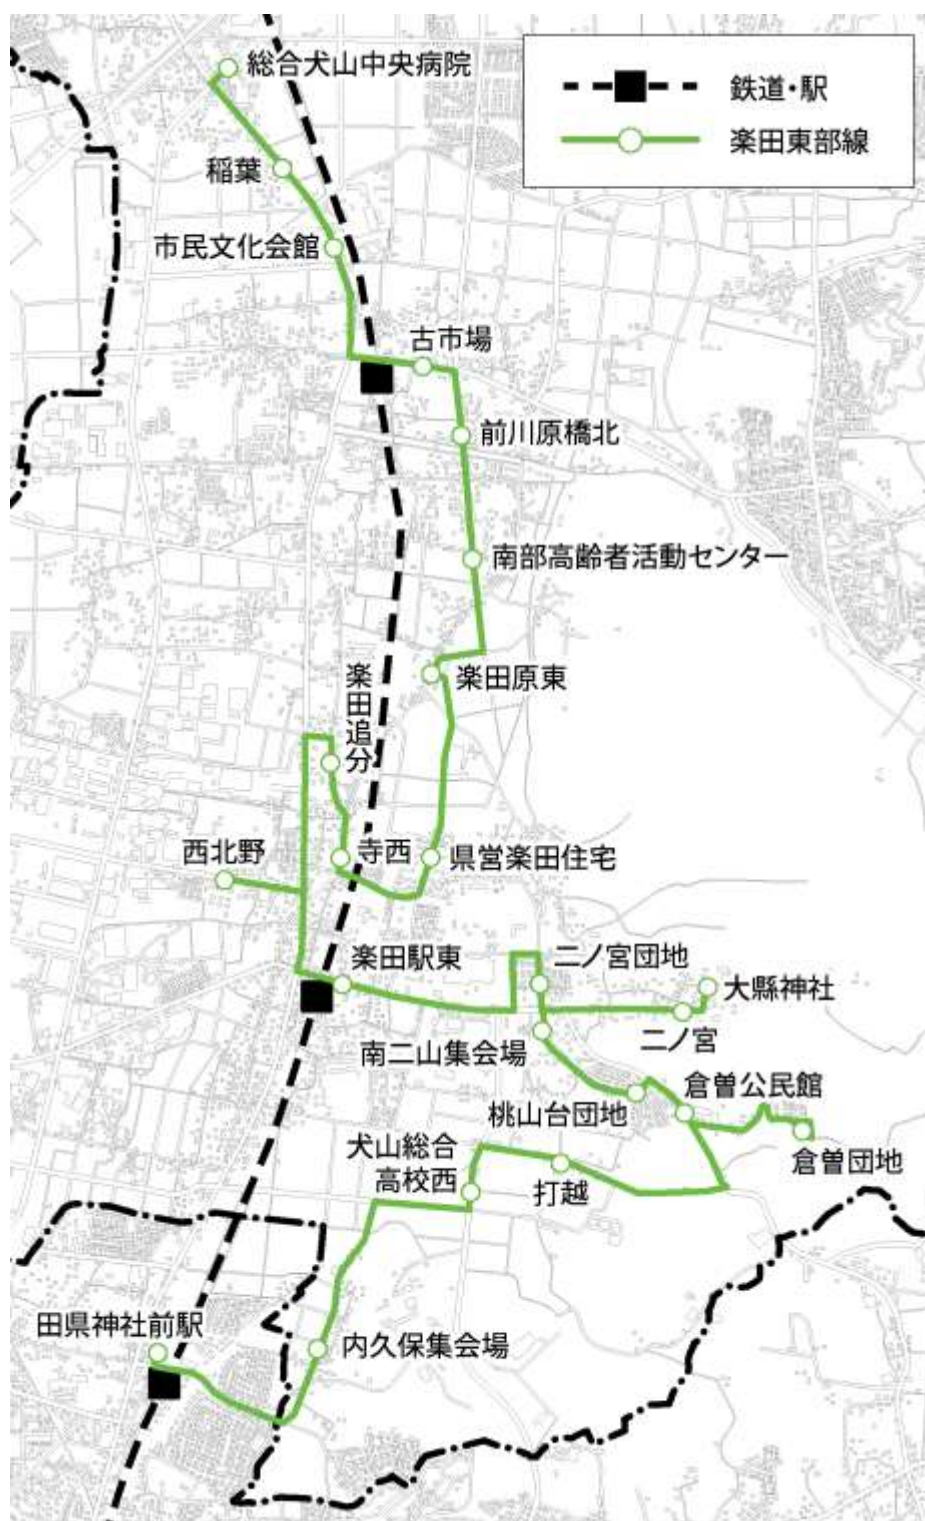 総合犬山中央病院
鉄道・駅
楽田東部線
稲葉
市民文化会館
古市場
前川原橋北
南部高齢者活動センター
楽田原東
楽田追分
西北野
寺西
県営楽田住宅
楽田駅東
二ノ宮団地
大縣神社
二ノ宮
南二山集会場
桃山台団地
倉曽公民館
倉曽団地
犬山総合
高校西
打越
田県神社前駅
内久保集会場